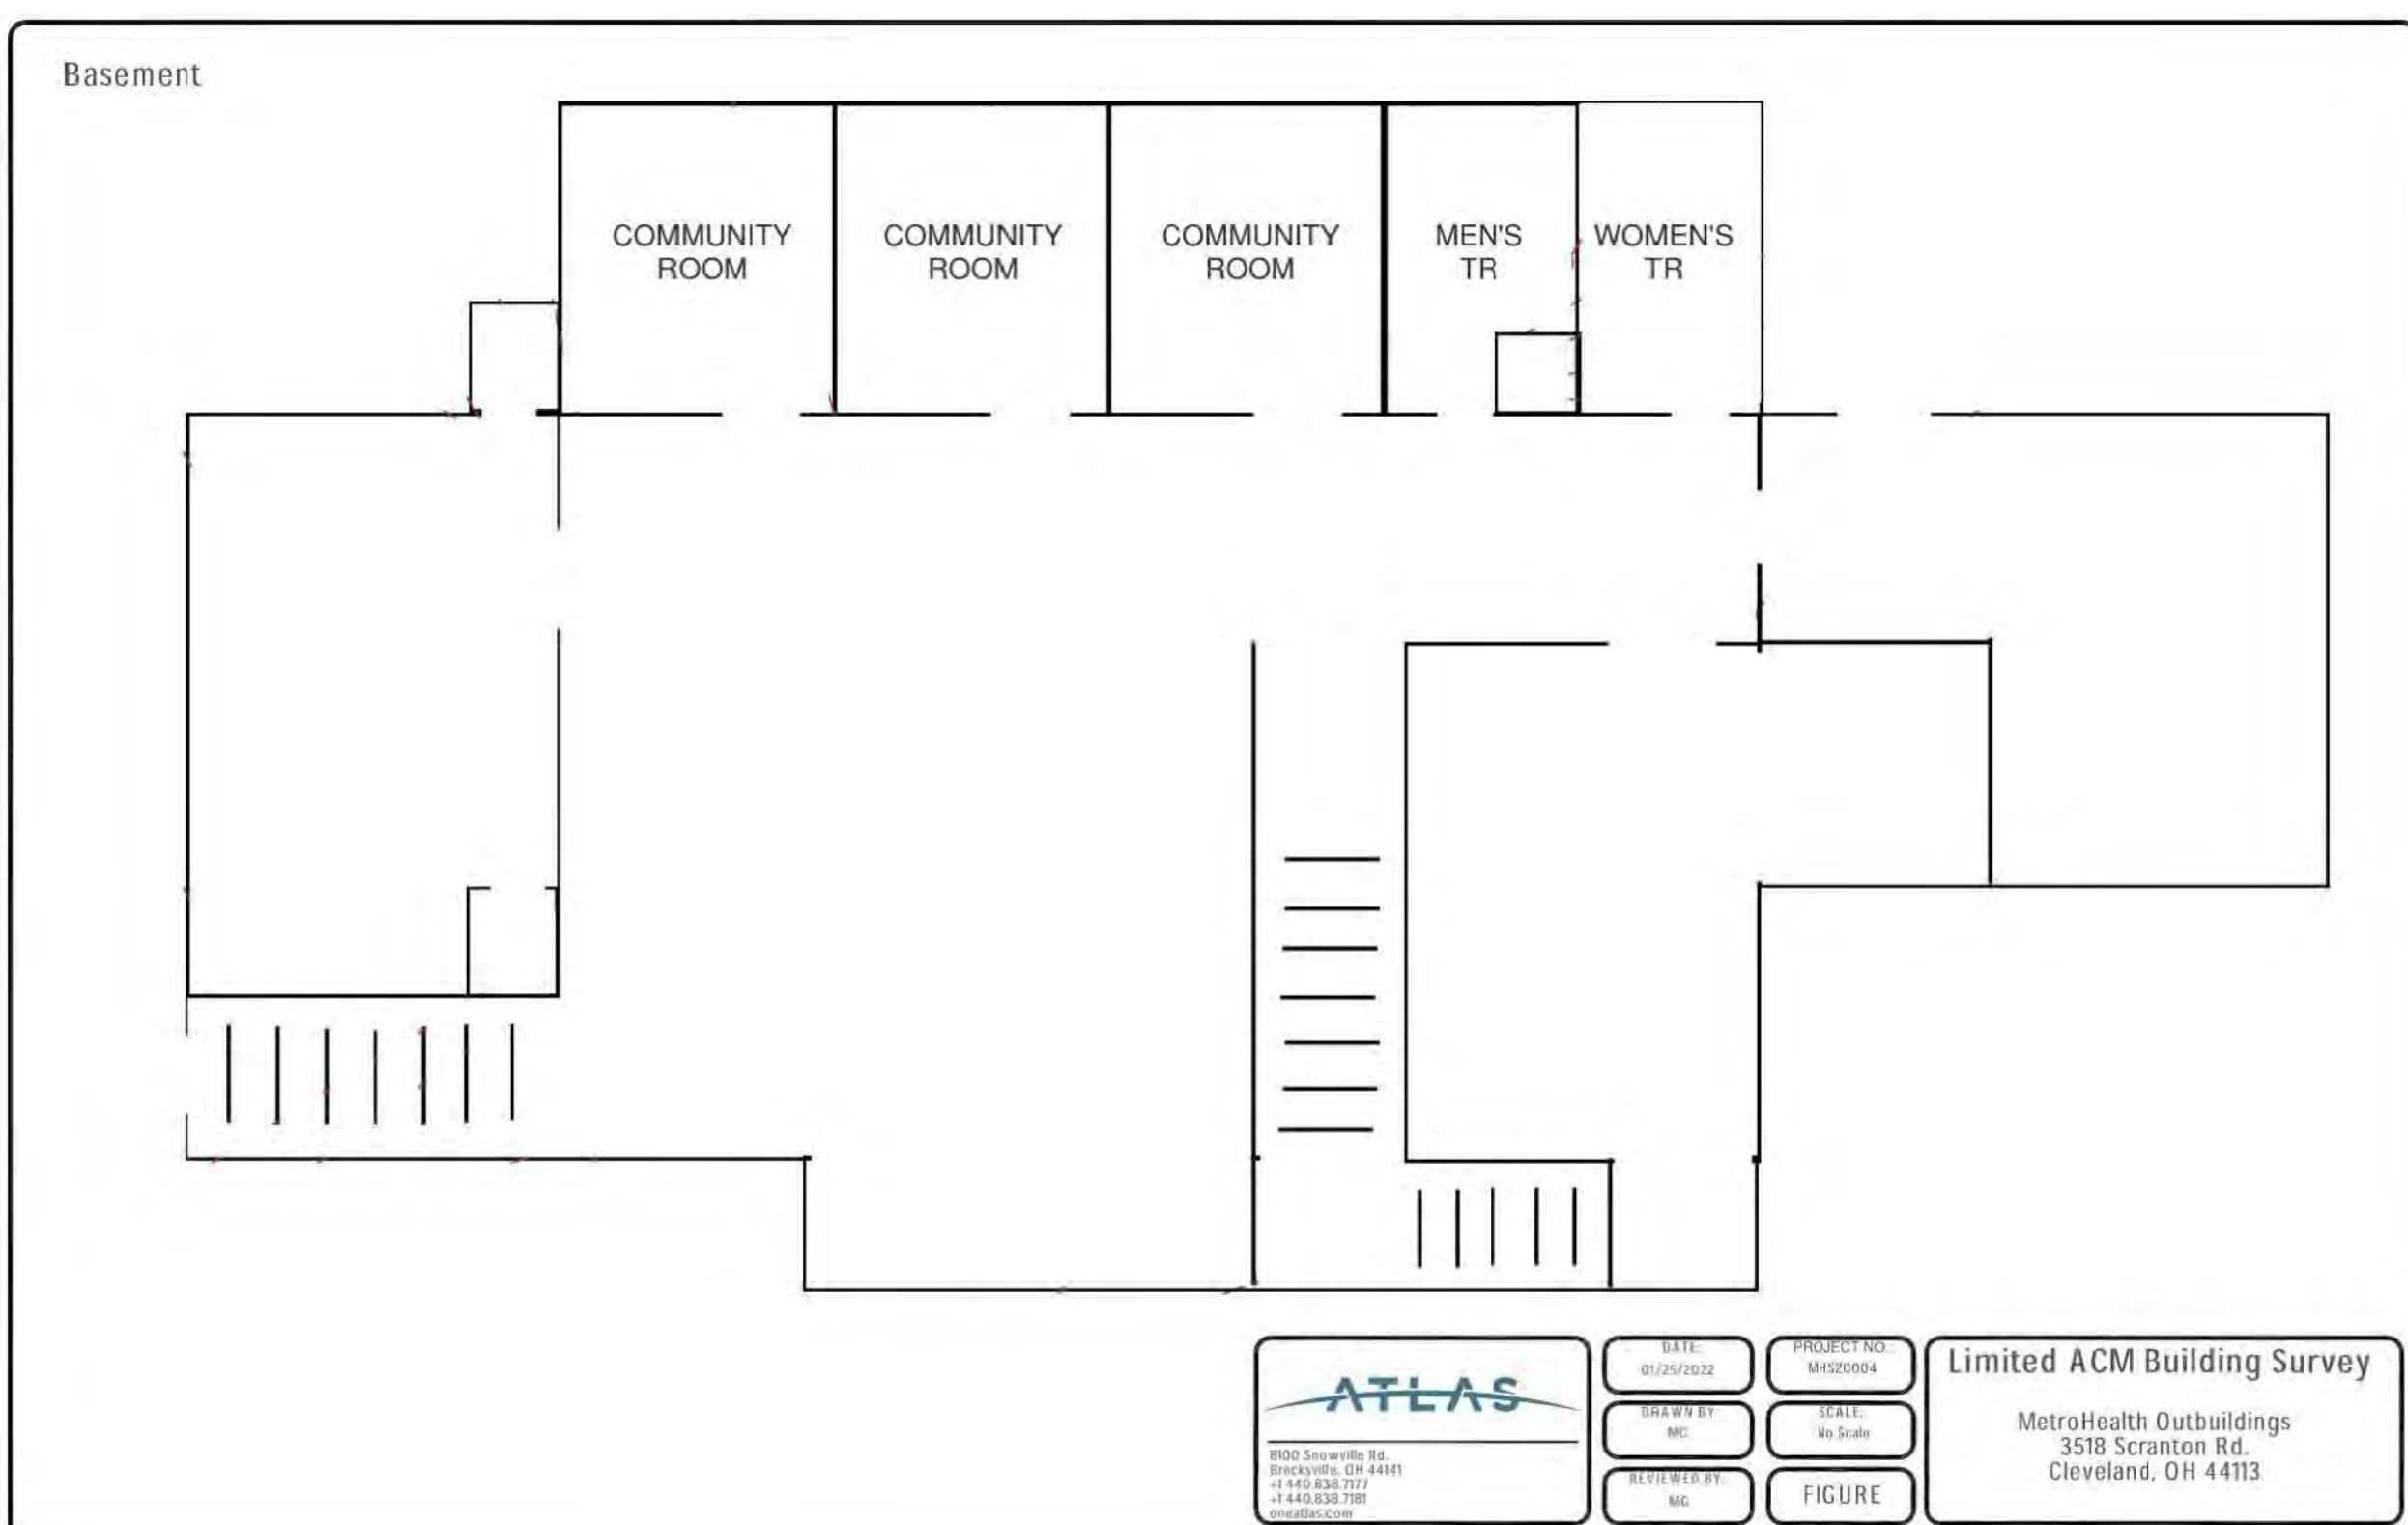 Basement
COMMUNITY
ROOM
COMMUNITY
ROOM
COMMUNITY
ROOM
MEN'S
TR
WOMEN'S
TR
ATLAS
8100 Snowville Rd.
Brecksville, OH 44141
+1 440.838.7177
+1 440.838.7181
oneatlas.com
DATE:
01/25/2022
PROJECT NO.:
MHS20004
DRAWN BY:
MC
SCALE:
No Scale
REVIEWED BY:
MG
FIGURE
Limited ACM Building Survey
MetroHealth Outbuildings
3518 Scranton Rd.
Cleveland, OH 44113